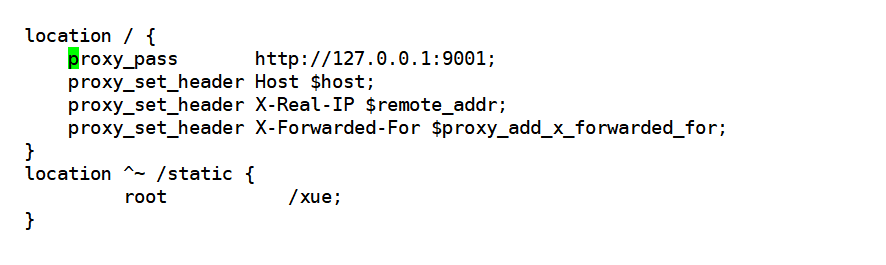 location / {
    proxy_pass       http://127.0.0.1:9001;
    proxy_set_header Host $host;
    proxy_set_header X-Real-IP $remote_addr;
    proxy_set_header X-Forwarded-For $proxy_add_x_forwarded_for;
}
location ^~ /static {
         root           /xue;
}